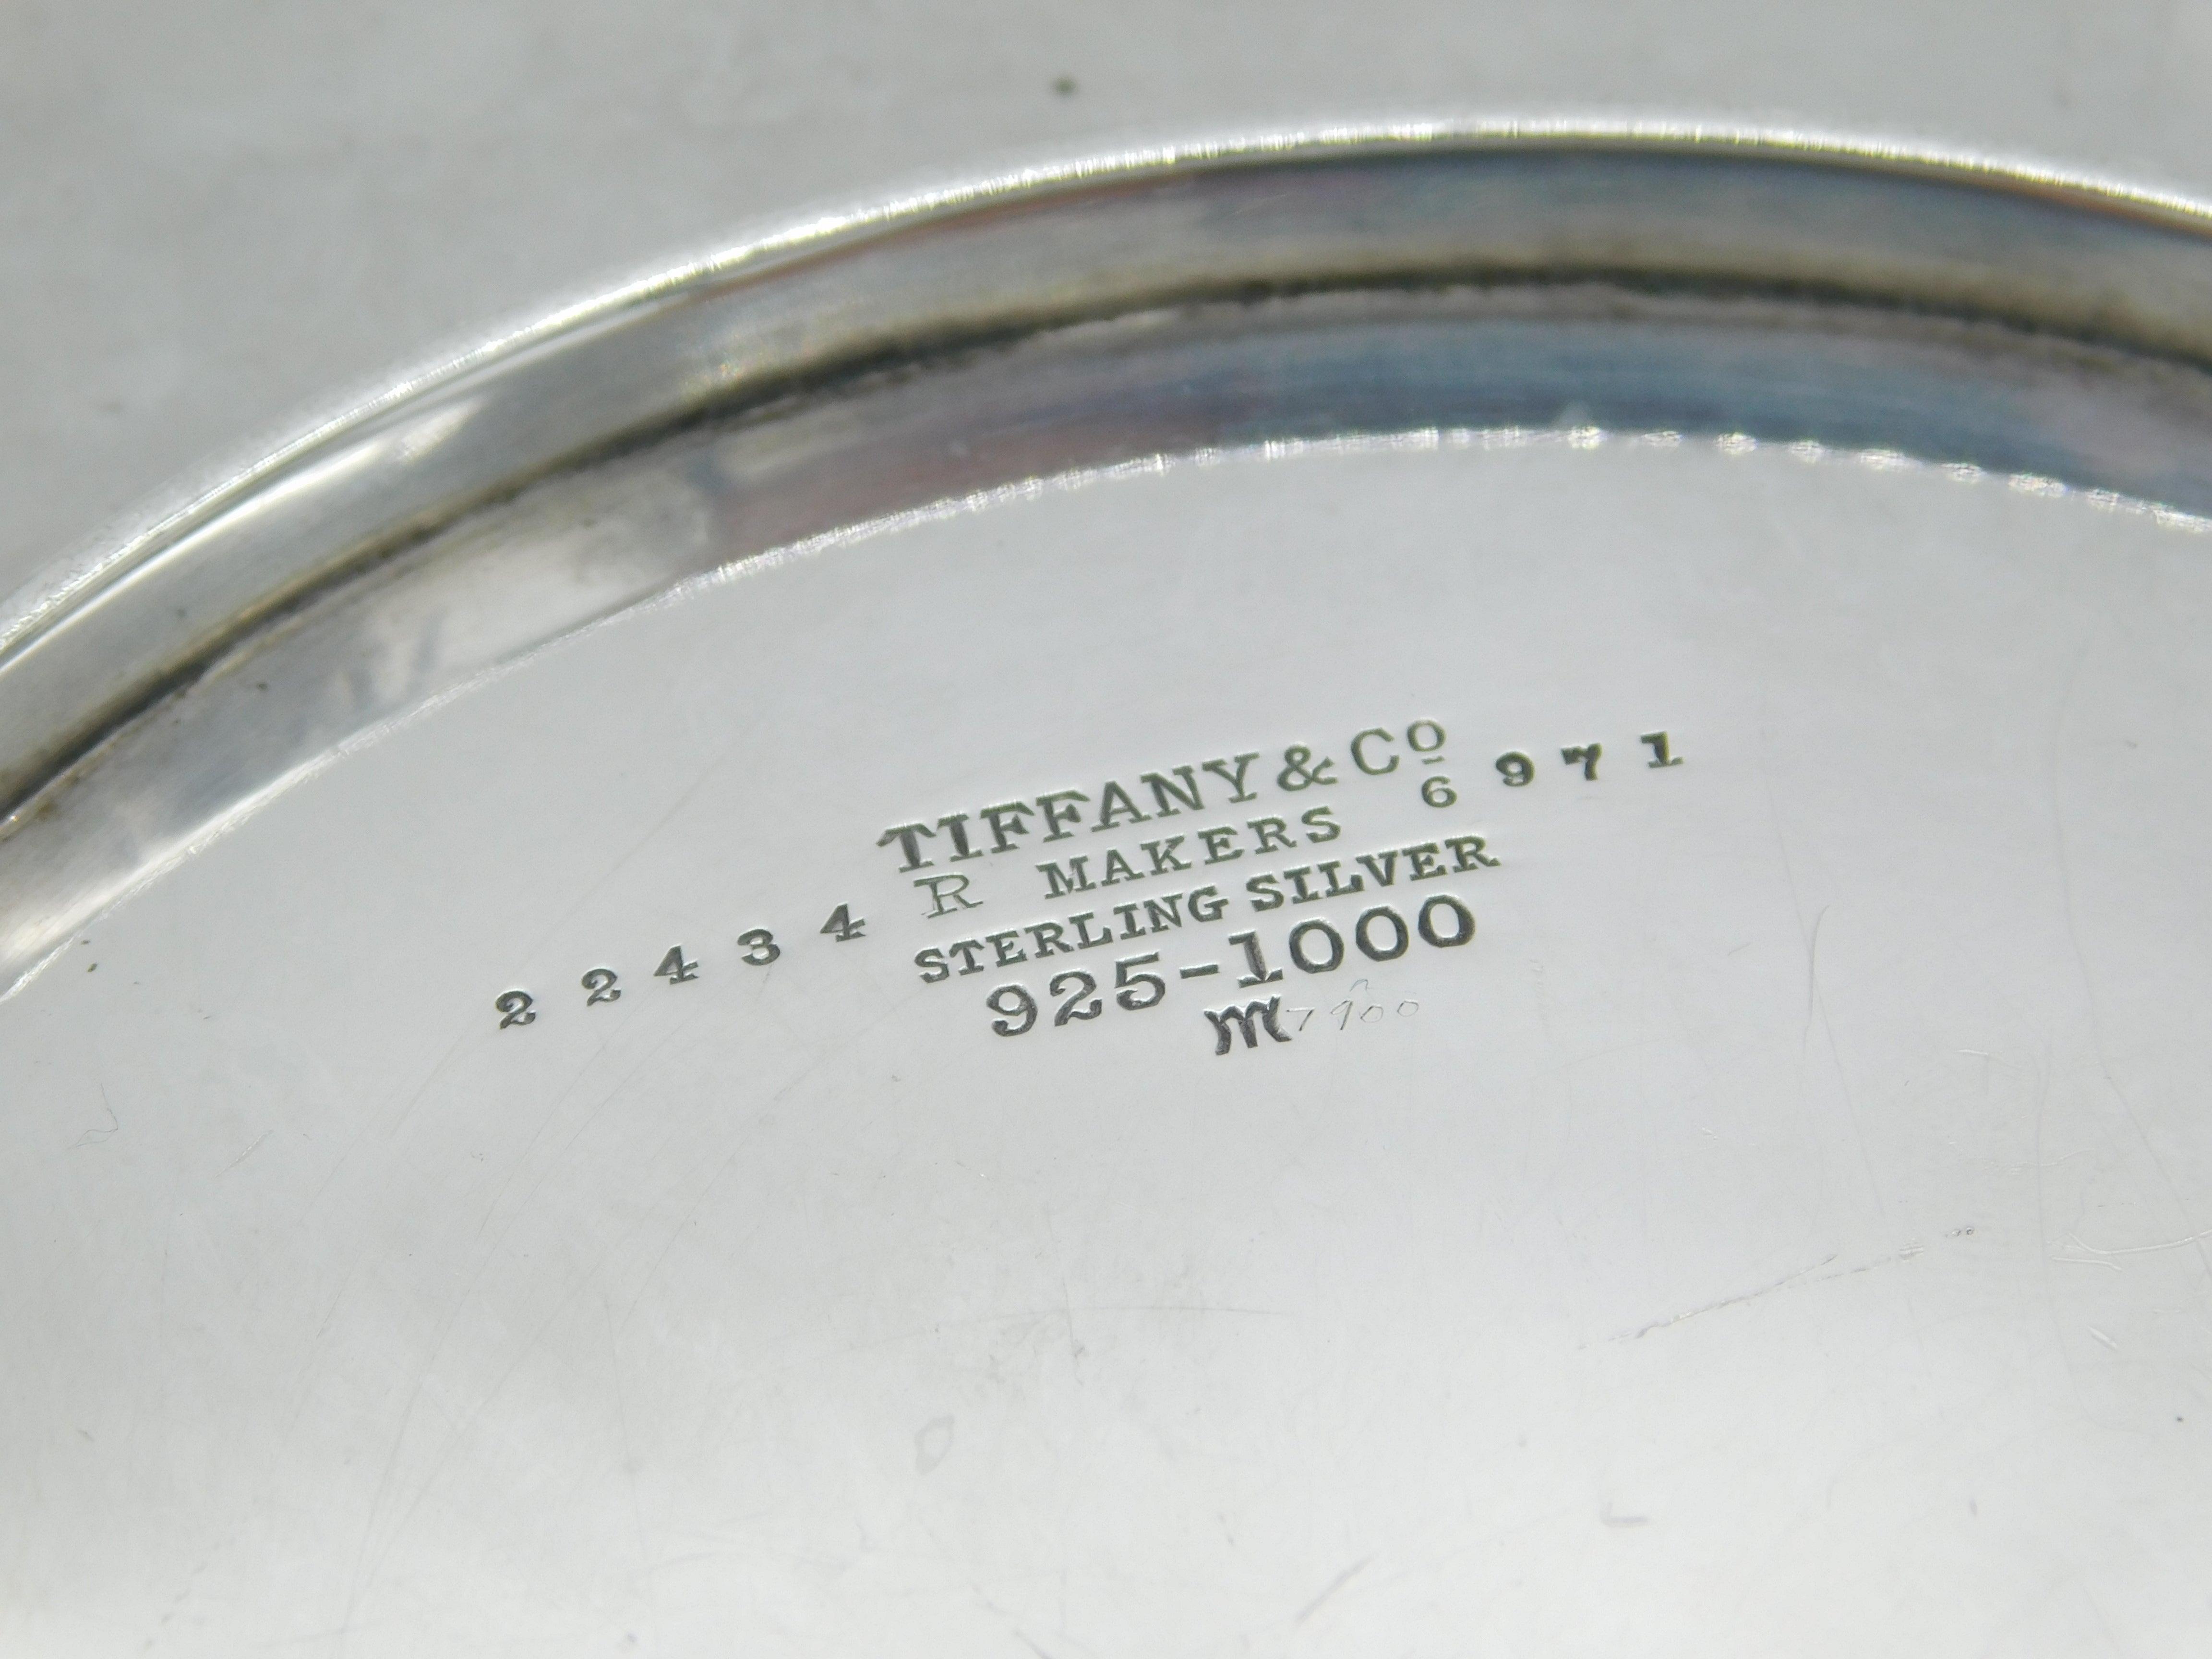 TIFFANY & Cº
22434 R MAKERS 6971
STERLING SILVER
925-1000
M